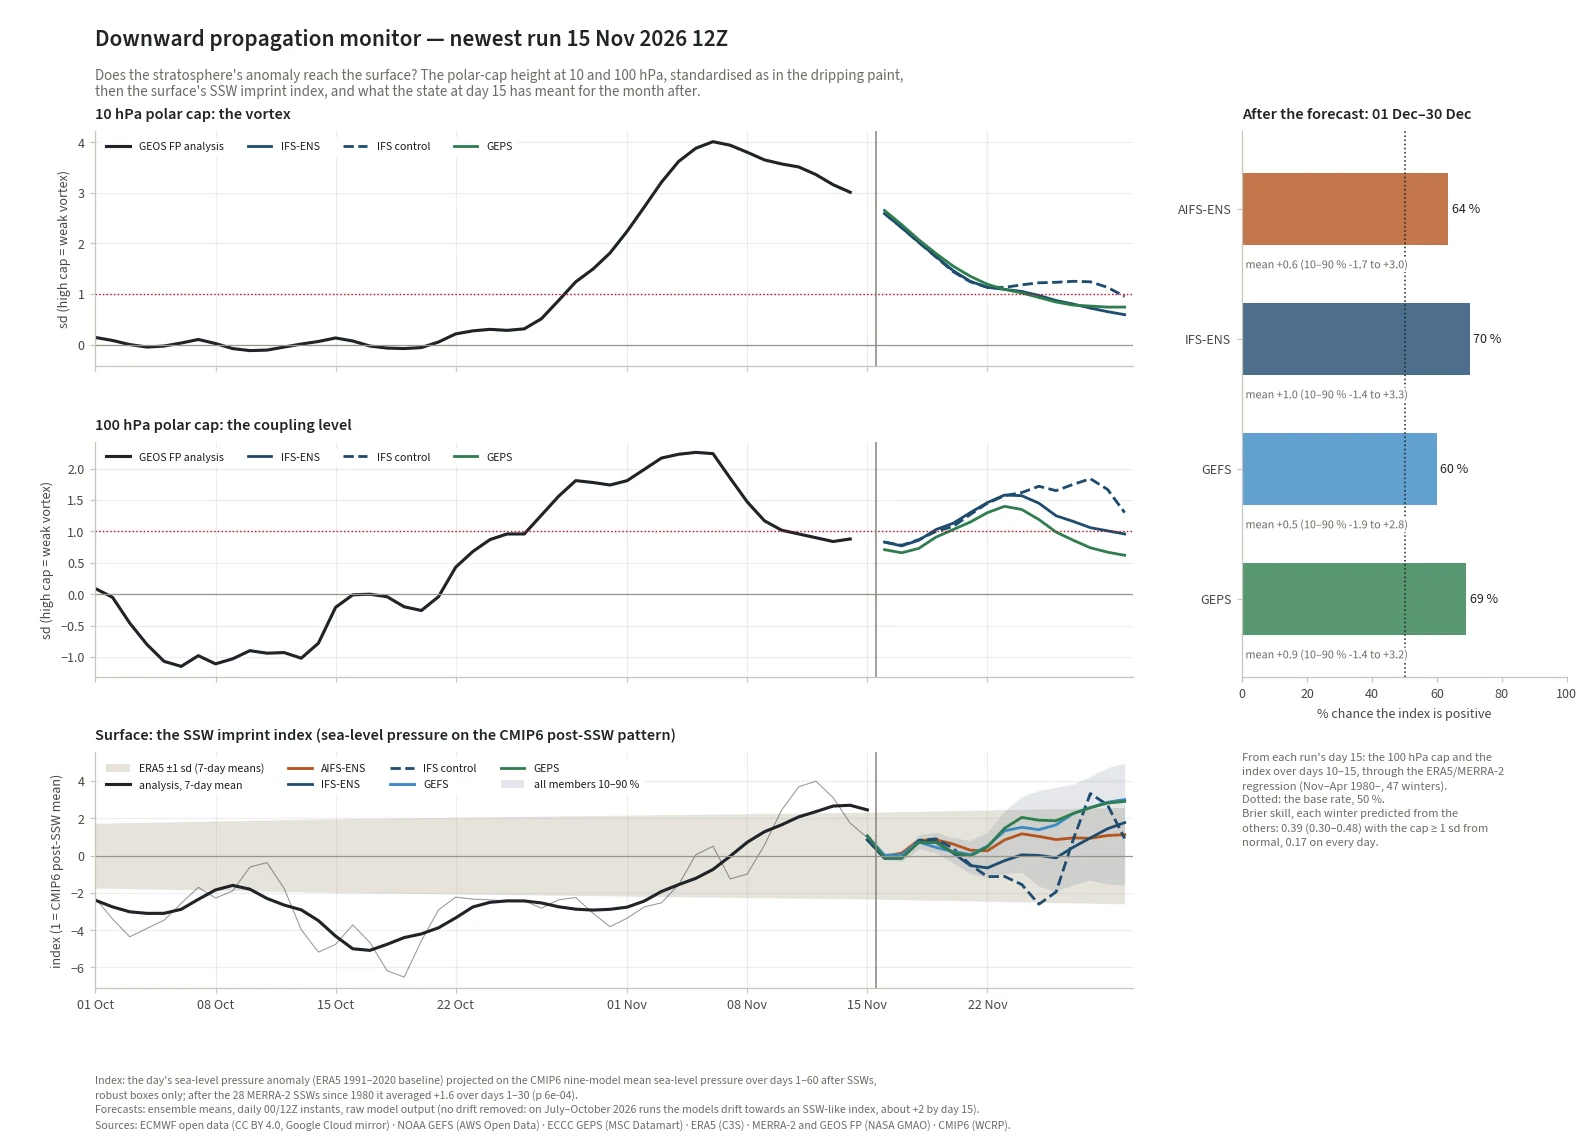 Downward propagation monitor — newest run 15 Nov 2026 12Z
Does the stratosphere's anomaly reach the surface? The polar-cap height at 10 and 100 hPa, standardised as in the dripping paint,
then the surface's SSW imprint index, and what the state at day 15 has meant for the month after.
10 hPa polar cap: the vortex
GEOS FP analysis
IFS-ENS
IFS control
GEPS
sd (high cap = weak vortex)
4
3
2
1
0
100 hPa polar cap: the coupling level
GEOS FP analysis
IFS-ENS
IFS control
GEPS
sd (high cap = weak vortex)
2.0
1.5
1.0
0.5
0.0
−0.5
−1.0
Surface: the SSW imprint index (sea-level pressure on the CMIP6 post-SSW pattern)
ERA5 ±1 sd (7-day means)
AIFS-ENS
IFS control
GEPS
analysis, 7-day mean
IFS-ENS
GEFS
all members 10–90 %
index (1 = CMIP6 post-SSW mean)
4
2
0
−2
−4
−6
01 Oct
08 Oct
15 Oct
22 Oct
01 Nov
08 Nov
15 Nov
22 Nov
After the forecast: 01 Dec–30 Dec
AIFS-ENS
64 %
mean +0.6 (10–90 % -1.7 to +3.0)
IFS-ENS
70 %
mean +1.0 (10–90 % -1.4 to +3.3)
GEFS
60 %
mean +0.5 (10–90 % -1.9 to +2.8)
GEPS
69 %
mean +0.9 (10–90 % -1.4 to +3.2)
0
20
40
60
80
100
% chance the index is positive
From each run's day 15: the 100 hPa cap and the
index over days 10–15, through the ERA5/MERRA-2
regression (Nov–Apr 1980–, 47 winters).
Dotted: the base rate, 50 %.
Brier skill, each winter predicted from the
others: 0.39 (0.30–0.48) with the cap ≥ 1 sd from
normal, 0.17 on every day.
Index: the day's sea-level pressure anomaly (ERA5 1991–2020 baseline) projected on the CMIP6 nine-model mean sea-level pressure over days 1–60 after SSWs,
robust boxes only; after the 28 MERRA-2 SSWs since 1980 it averaged +1.6 over days 1–30 (p 6e-04).
Forecasts: ensemble means, daily 00/12Z instants, raw model output (no drift removed: on July–October 2026 runs the models drift towards an SSW-like index, about +2 by day 15).
Sources: ECMWF open data (CC BY 4.0, Google Cloud mirror) · NOAA GEFS (AWS Open Data) · ECCC GEPS (MSC Datamart) · ERA5 (C3S) · MERRA-2 and GEOS FP (NASA GMAO) · CMIP6 (WCRP).